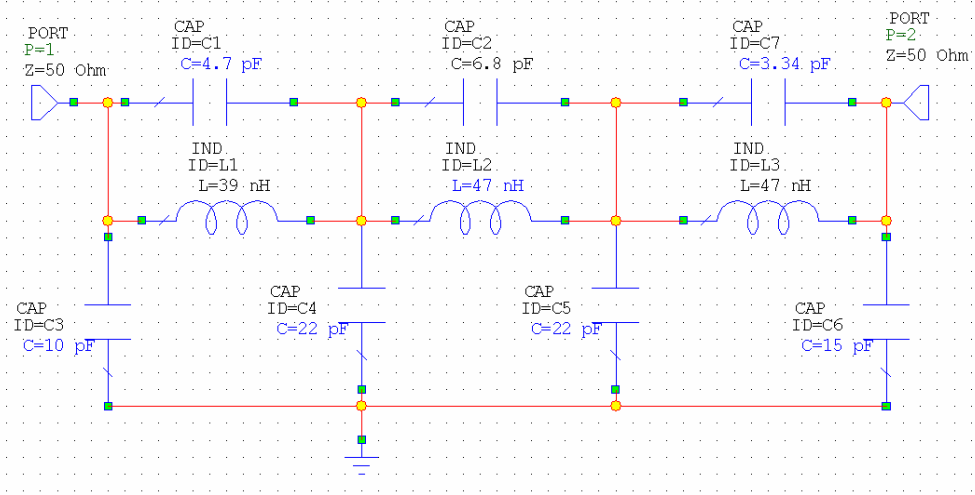 PORT
P=1
Z=50 Ohm
CAP
ID=C1
C=4.7 pF
CAP
ID=C2
C=6.8 pF
CAP
ID=C7
C=3.34 pF
PORT
P=2
Z=50 Ohm
IND
ID=L1
L=39 nH
IND
ID=L2
L=47 nH
IND
ID=L3
L=47 nH
CAP
ID=C3
C=10 pF
CAP
ID=C4
C=22 pF
CAP
ID=C5
C=22 pF
CAP
ID=C6
C=15 pF